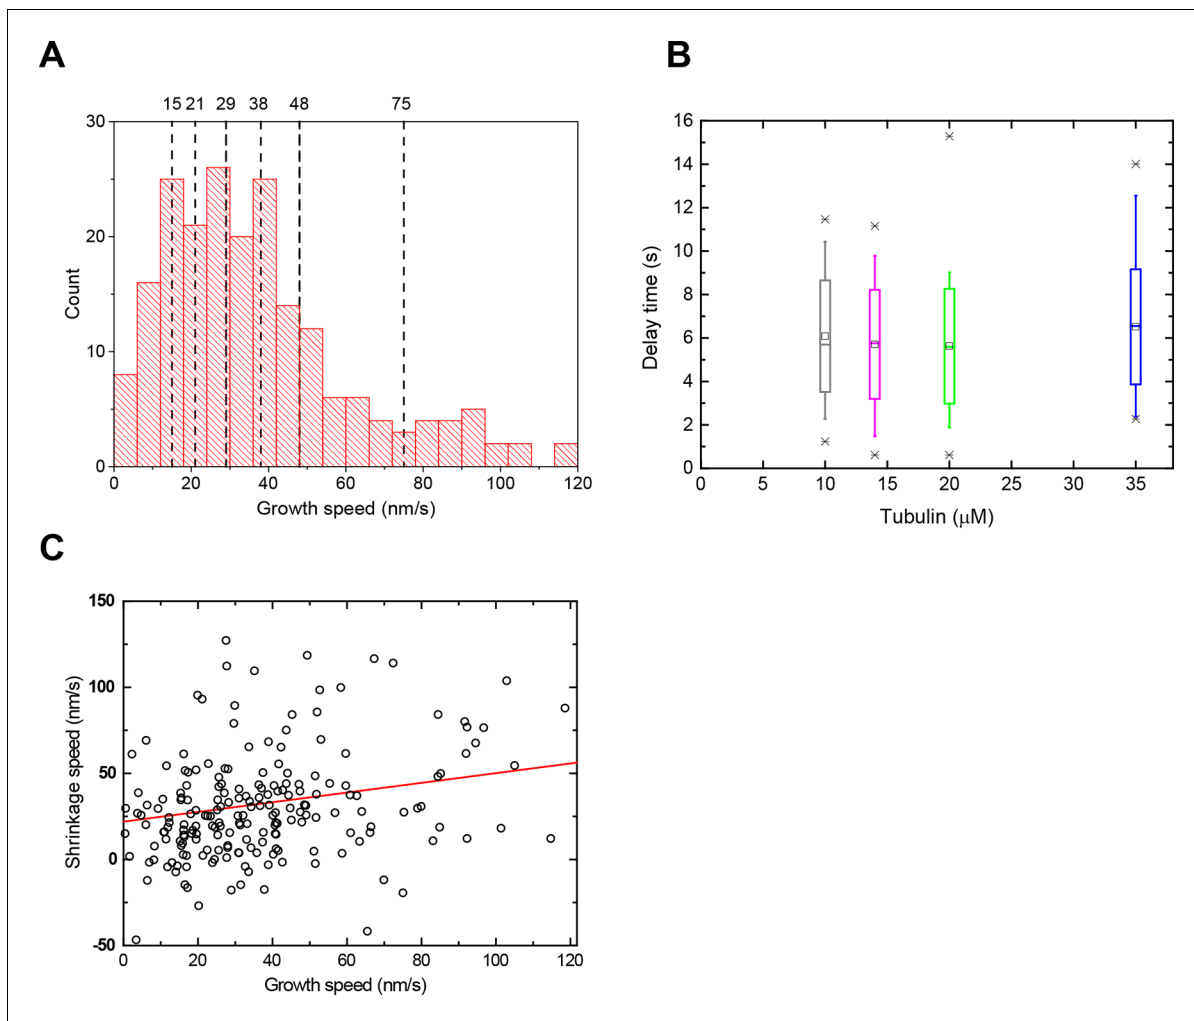 A
15 21 29 38 48 75
30
20
10
0
Count
0 20 40 60 80 100 120
Growth speed (nm/s)
B
16
14
12
10
8
6
4
2
0
Delay time (s)
0 5 10 15 20 25 30 35
Tubulin (μM)
C
150
100
50
0
-50
Shrinkage speed (nm/s)
0 20 40 60 80 100 120
Growth speed (nm/s)